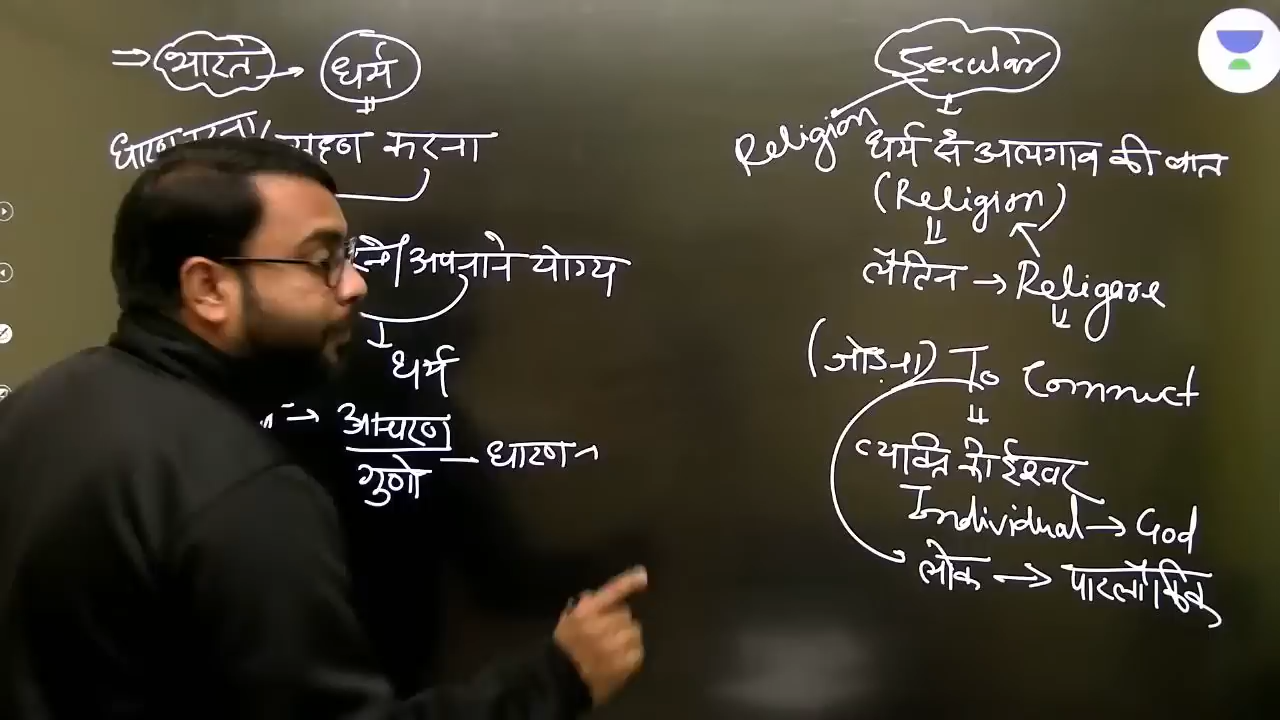 ⇒ भारत → धर्म
धारण करना / ग्रहण करना
अपनाने योग्य
धर्म
→ आचरण
गुणों — धारण
Secular
Religion धर्म से अलगाव की बात
(Religion)
लैटिन → Religare
(जोड़ना) To Connect
व्यक्ति को ईश्वर
Individual → God
लोक → पारलौकिक